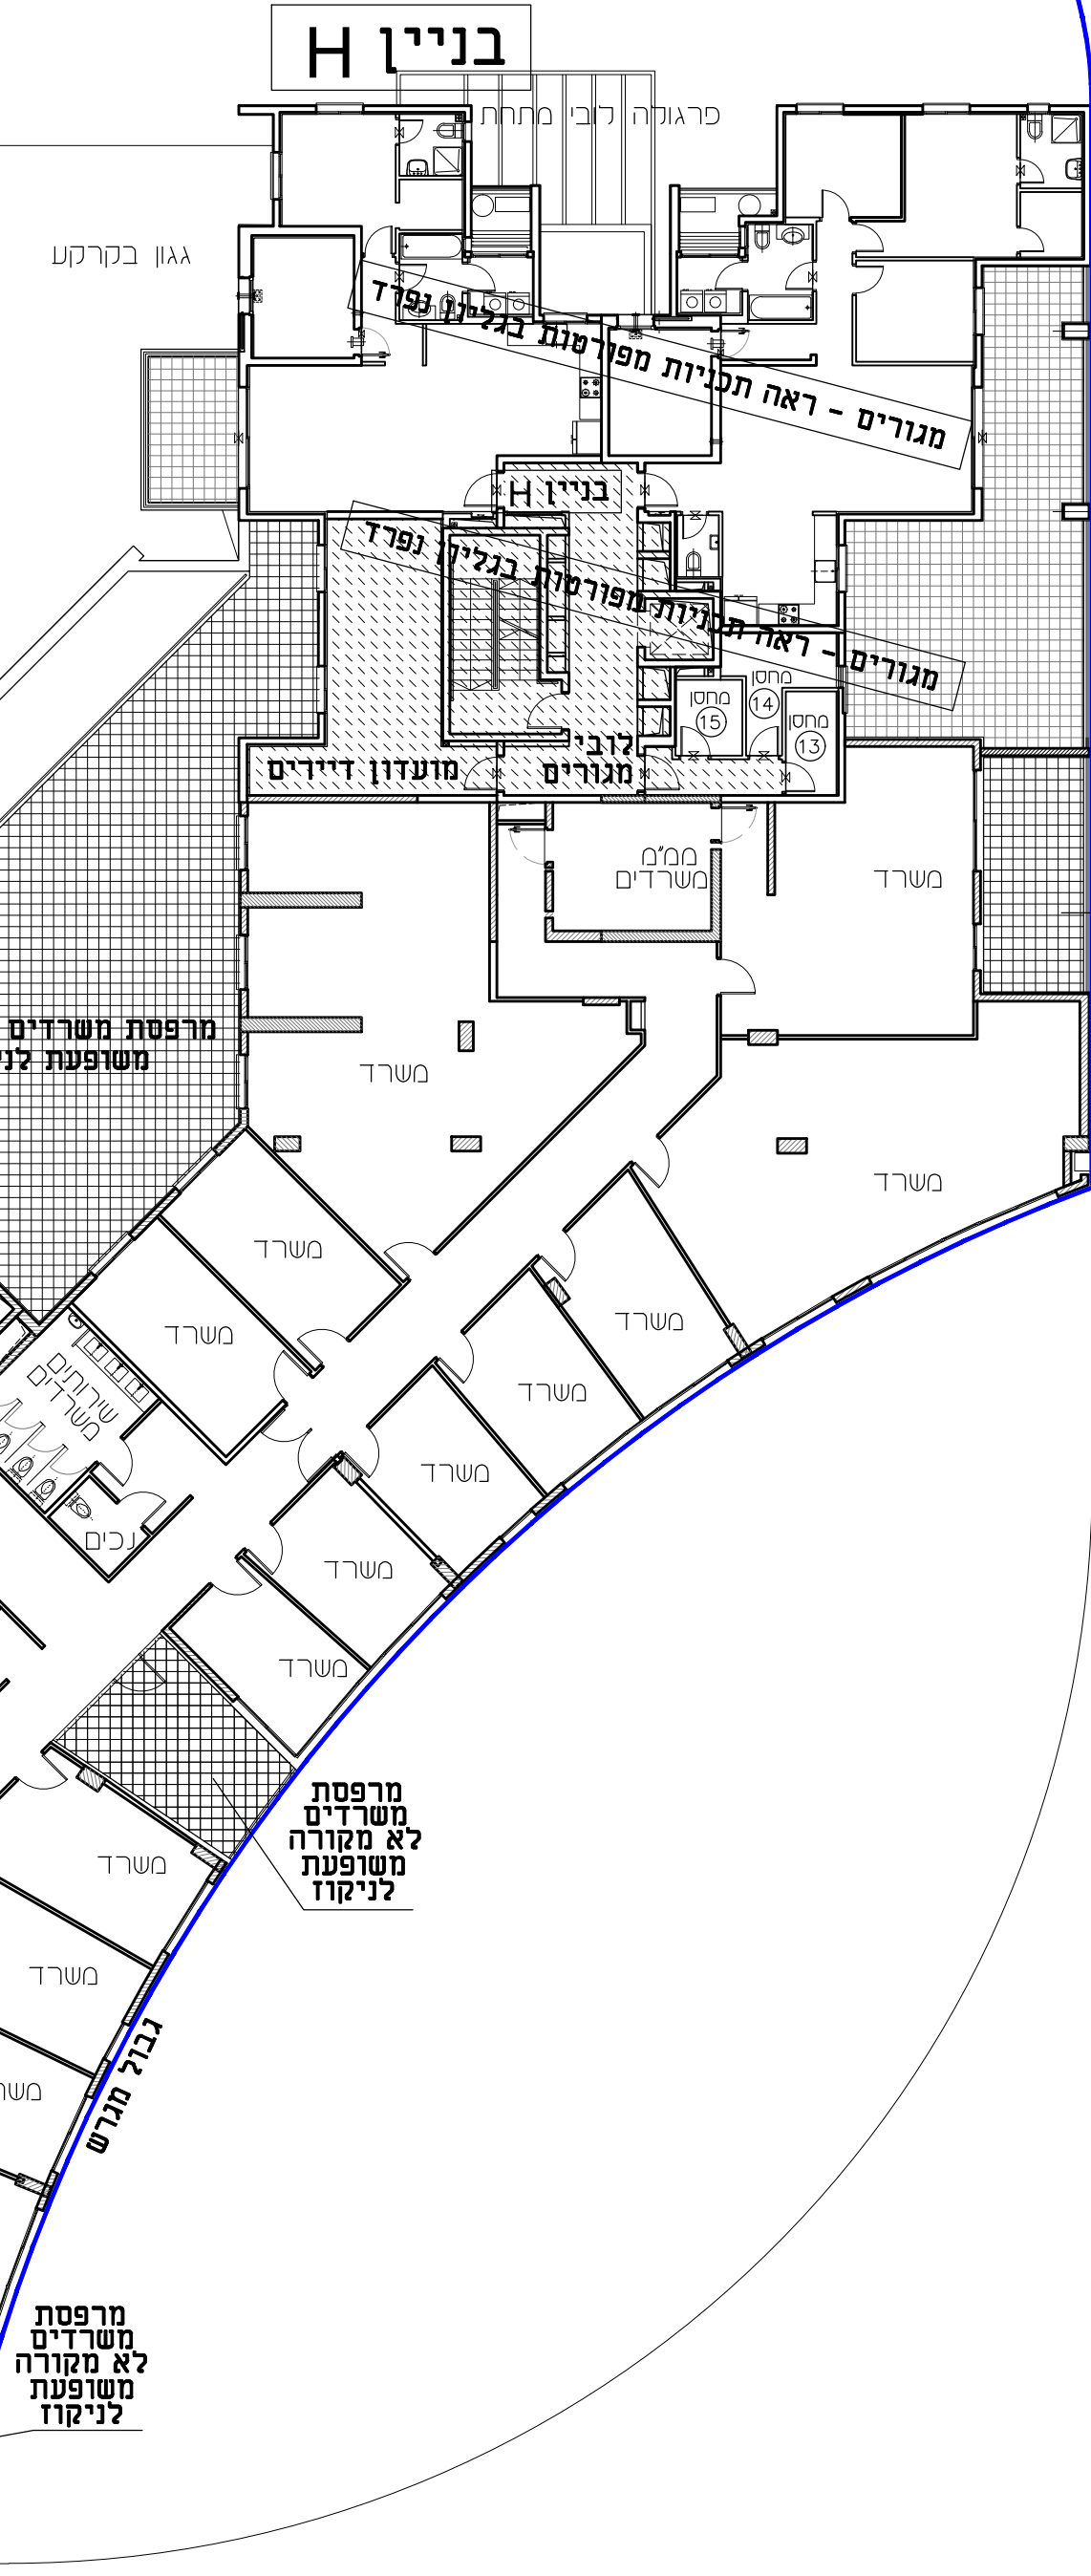 בניין H
פרגולה לובי מתחת
גגון בקרקע
מגורים - ראה תכניות מפורטות בגליון נפרד
בניין H
מגורים - ראה תכניות מפורטות בגליון נפרד
מחסן
15
מחסן
14
מחסן
13
לובי
מגורים
מועדון דיירים
ממ"מ
משרדים
משרד
מרפסת משרדים
משופעת
משרד
משרד
משרד
משרד
משרד
שירותים
משרדים
משרד
משרד
נכים
משרד
משרד
מרפסת
משרדים
לא מקורה
משופעת
לניקוז
משרד
משרד
גבול מגרש
מרפסת
משרדים
לא מקורה
משופעת
לניקוז